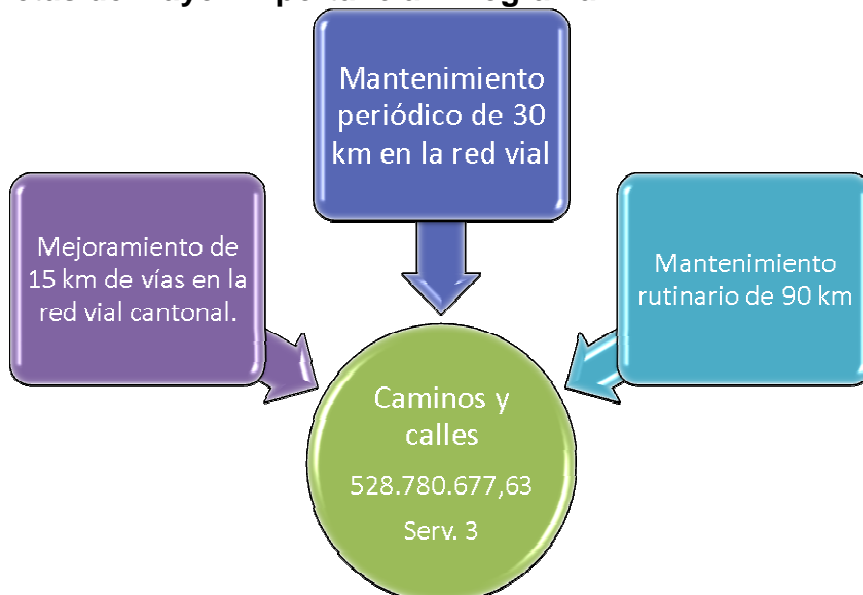 Mantenimiento
periódico de 30
km en la red vial
Mejoramiento de
15 km de vías en la
red vial cantonal.
Mantenimiento
rutinario de 90 km
Caminos y
calles
528.780.677,63
Serv. 3